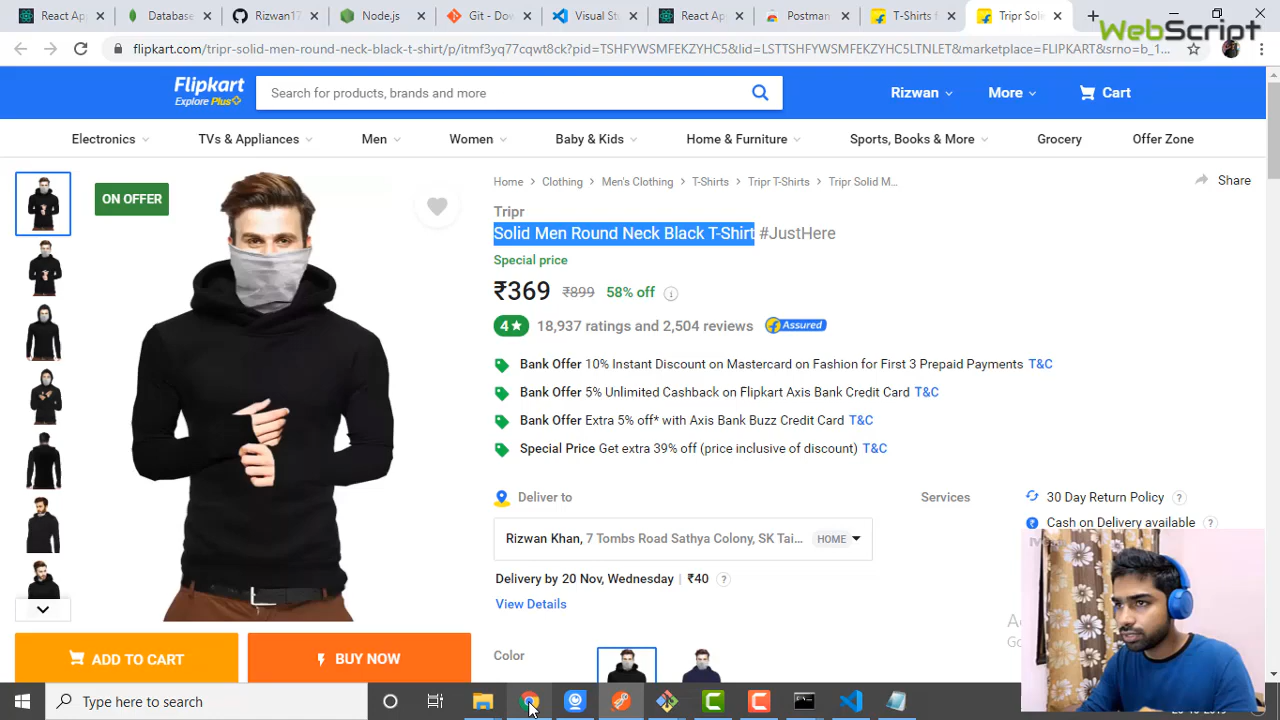 React Ap
Database
Rizwan17
Node.js
Git - Do
Visual Stu
React Ap
Postman
T-Shirts f
Tripr Soli
WebScript
flipkart.com/tripr-solid-men-round-neck-black-t-shirt/p/itmf3yq77cqwt8ck?pid=TSHFYWSMFEKZYHC5&lid=LSTTSHFYWSMFEKZYHC5LTNLET&marketplace=FLIPKART&srno=b_1...
Flipkart
Explore Plus
Search for products, brands and more
Rizwan
More
Cart
Electronics
TVs & Appliances
Men
Women
Baby & Kids
Home & Furniture
Sports, Books & More
Grocery
Offer Zone
ON OFFER
Home > Clothing > Men's Clothing > T-Shirts > Tripr T-Shirts > Tripr Solid M...
Share
Tripr
Solid Men Round Neck Black T-Shirt #JustHere
Special price
₹369 ₹899 58% off
4★ 18,937 ratings and 2,504 reviews Assured
Bank Offer 10% Instant Discount on Mastercard on Fashion for First 3 Prepaid Payments T&C
Bank Offer 5% Unlimited Cashback on Flipkart Axis Bank Credit Card T&C
Bank Offer Extra 5% off* with Axis Bank Buzz Credit Card T&C
Special Price Get extra 39% off (price inclusive of discount) T&C
Deliver to
Services
30 Day Return Policy ?
Cash on Delivery available ?
Rizwan Khan, 7 Tombs Road Sathya Colony, SK Tai... HOME
Delivery by 20 Nov, Wednesday | ₹40 ?
View Details
ADD TO CART
BUY NOW
Color
Type here to search